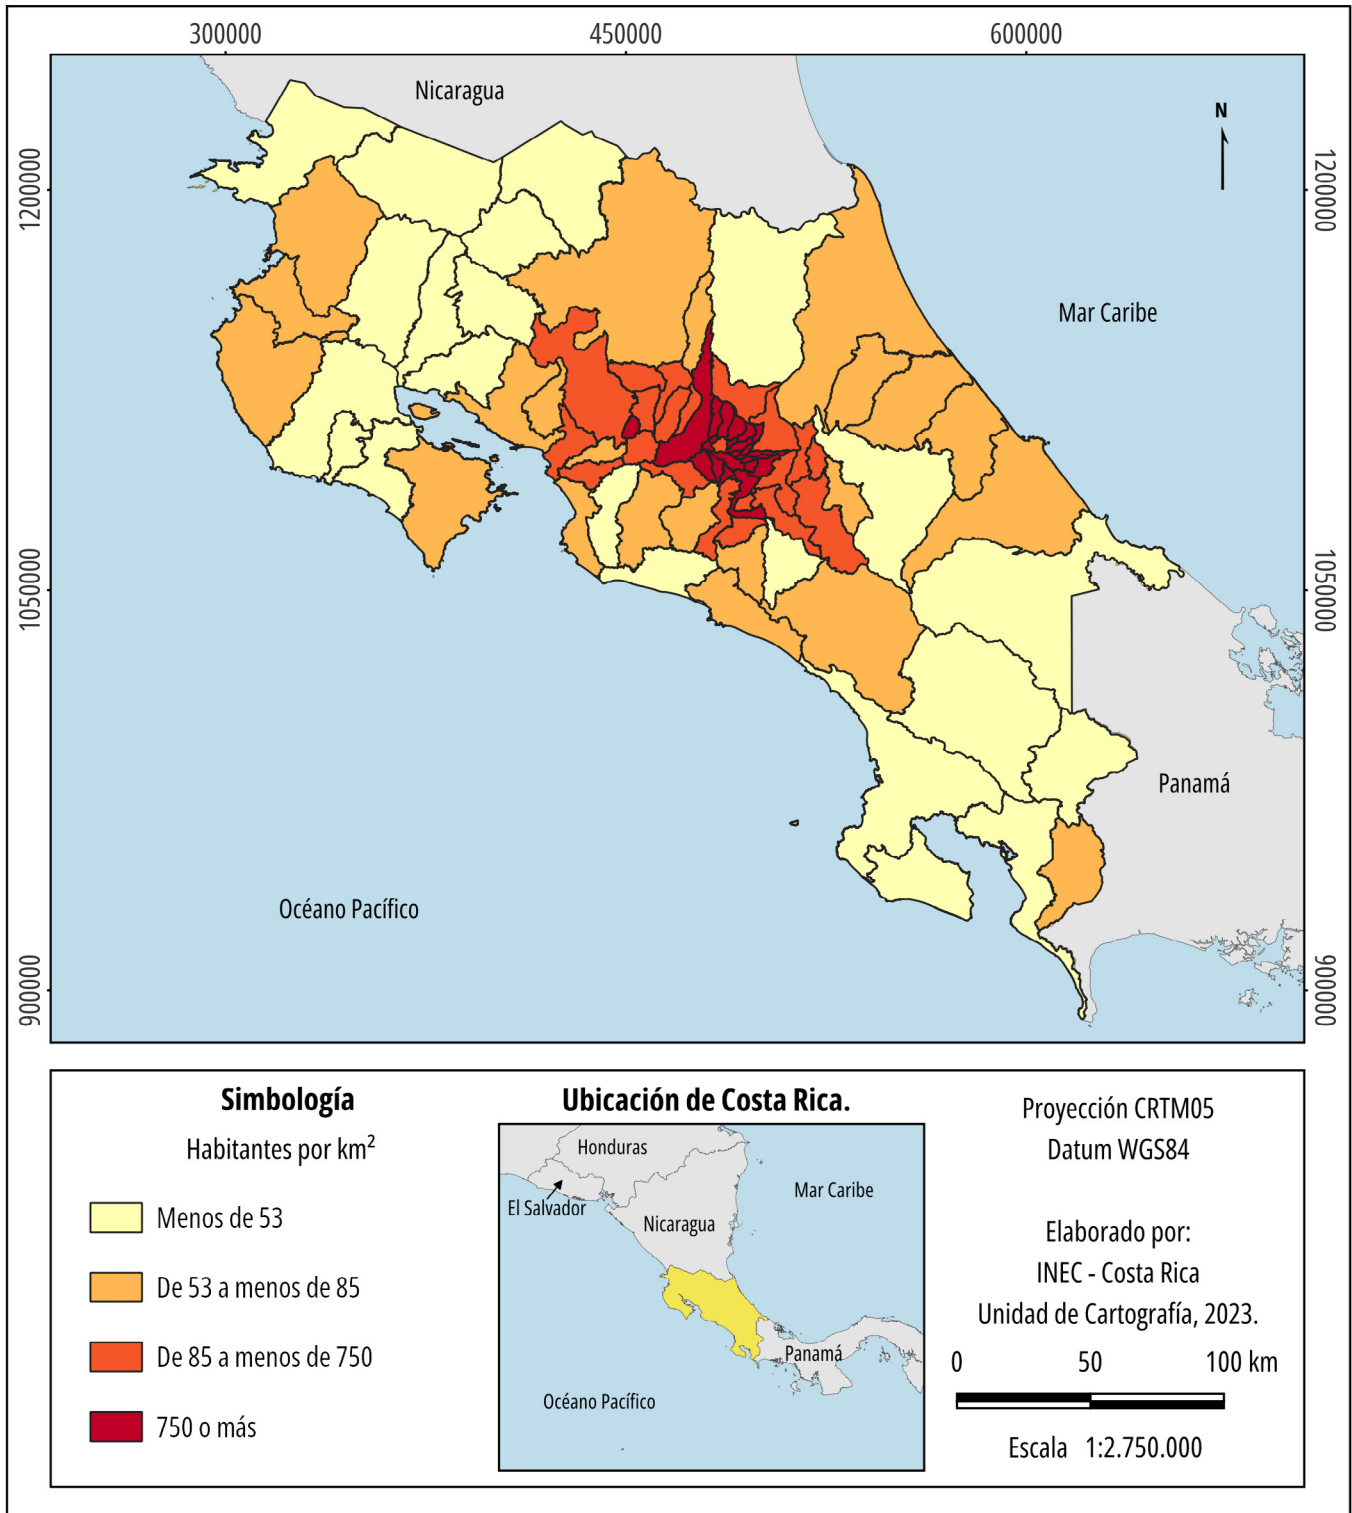 300000
450000
600000
Nicaragua
N
1200000
1200000
Mar Caribe
1050000
1050000
Panamá
Océano Pacífico
900000
900000
Simbología
Habitantes por km²
Menos de 53
De 53 a menos de 85
De 85 a menos de 750
750 o más
Ubicación de Costa Rica.
Honduras
El Salvador
Mar Caribe
Nicaragua
Panamá
Océano Pacífico
Proyección CRTM05
Datum WGS84
Elaborado por:
INEC - Costa Rica
Unidad de Cartografía, 2023.
0 50 100 km
Escala 1:2.750.000